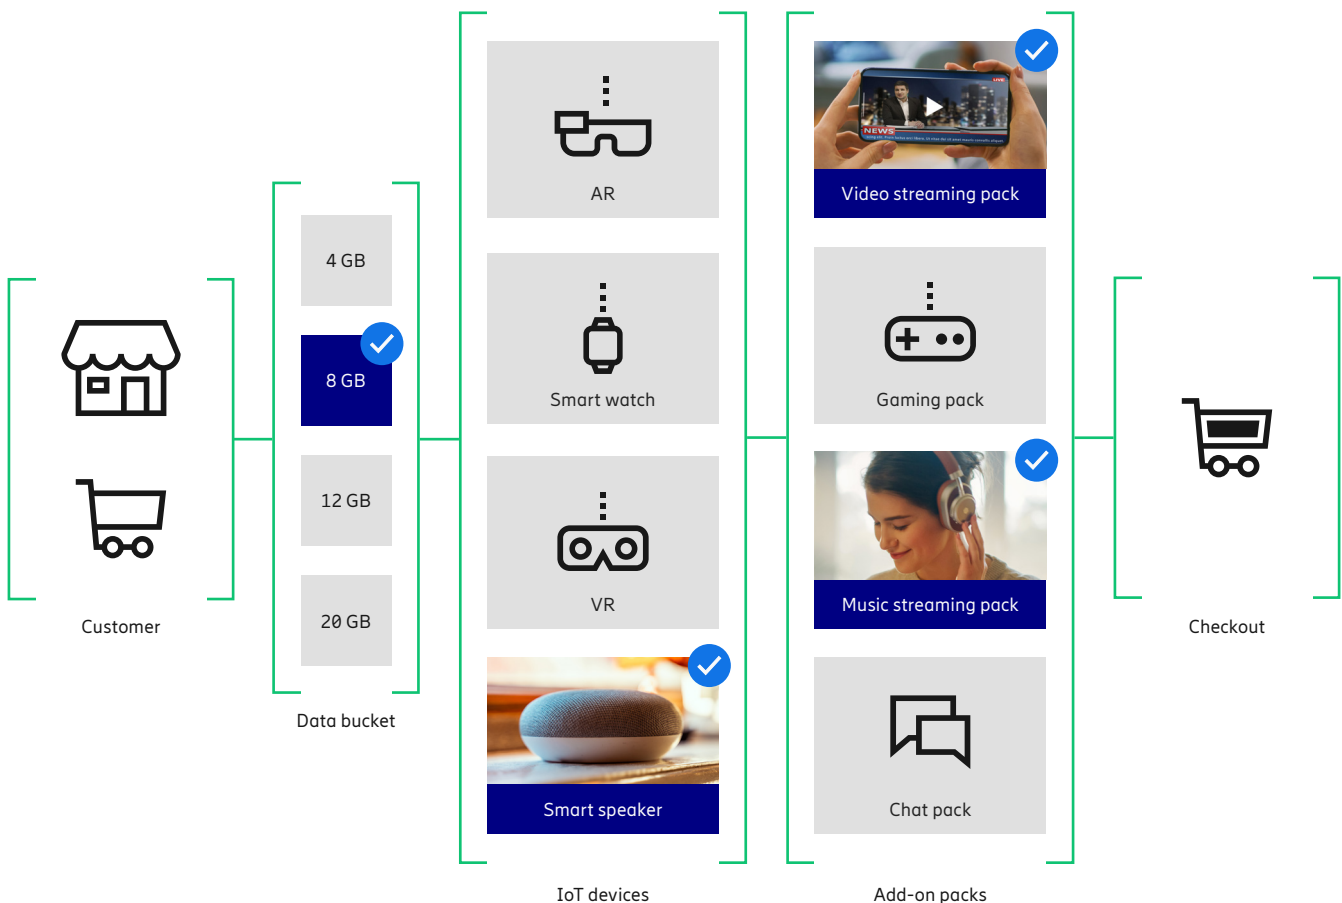 Customer
4 GB
8 GB
12 GB
20 GB
Data bucket
AR
Smart watch
VR
Smart speaker
IoT devices
LIVE
NEWS
Video streaming pack
Gaming pack
Music streaming pack
Chat pack
Add-on packs
Checkout